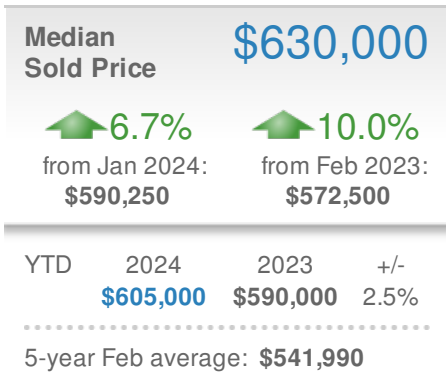 Median
Sold Price
$630,000
6.7%
from Jan 2024:
$590,250
10.0%
from Feb 2023:
$572,500
YTD 2024 2023 +/-
$605,000 $590,000 2.5%
5-year Feb average: $541,990